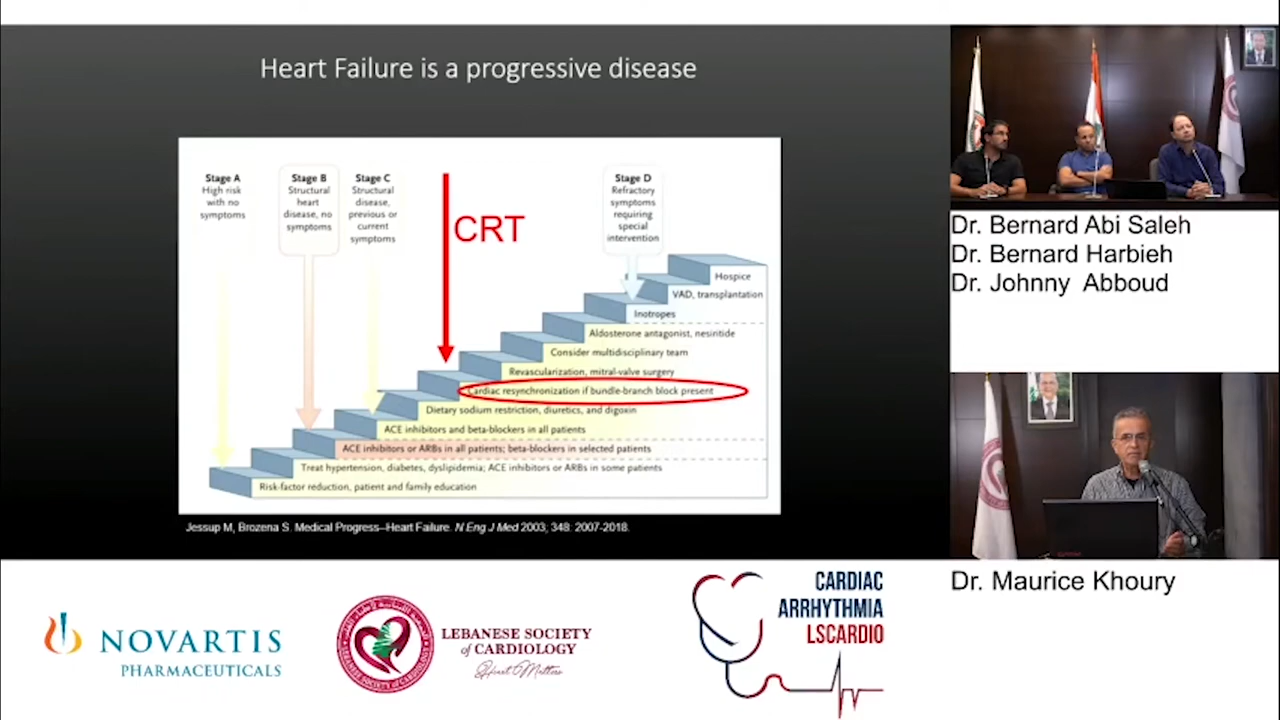 Heart Failure is a progressive disease
Stage A
High risk
with no
symptoms
Stage B
Structural
heart
disease, no
symptoms
Stage C
Structural
disease,
previous or
current
symptoms
CRT
Stage D
Refractory
symptoms
requiring
special
intervention
Hospice
VAD, transplantation
Inotropes
Aldosterone antagonist, nesiritide
Consider multidisciplinary team
Revascularization, mitral-valve surgery
Cardiac resynchronization if bundle-branch block present
Dietary sodium restriction, diuretics, and digoxin
ACE inhibitors and beta-blockers in all patients
ACE inhibitors or ARBs in all patients; beta-blockers in selected patients
Treat hypertension, diabetes, dyslipidemia; ACE inhibitors or ARBs in some patients
Risk-factor reduction, patient and family education
Jessup M, Brozena S. Medical Progress--Heart Failure. N Eng J Med 2003; 348: 2007-2018.
Dr. Bernard Abi Saleh
Dr. Bernard Harbieh
Dr. Johnny Abboud
Dr. Maurice Khoury
NOVARTIS
PHARMACEUTICALS
LEBANESE SOCIETY OF CARDIOLOGY
LEBANESE SOCIETY
of CARDIOLOGY
Heart Matters
CARDIAC
ARRHYTHMIA
LSCARDIO